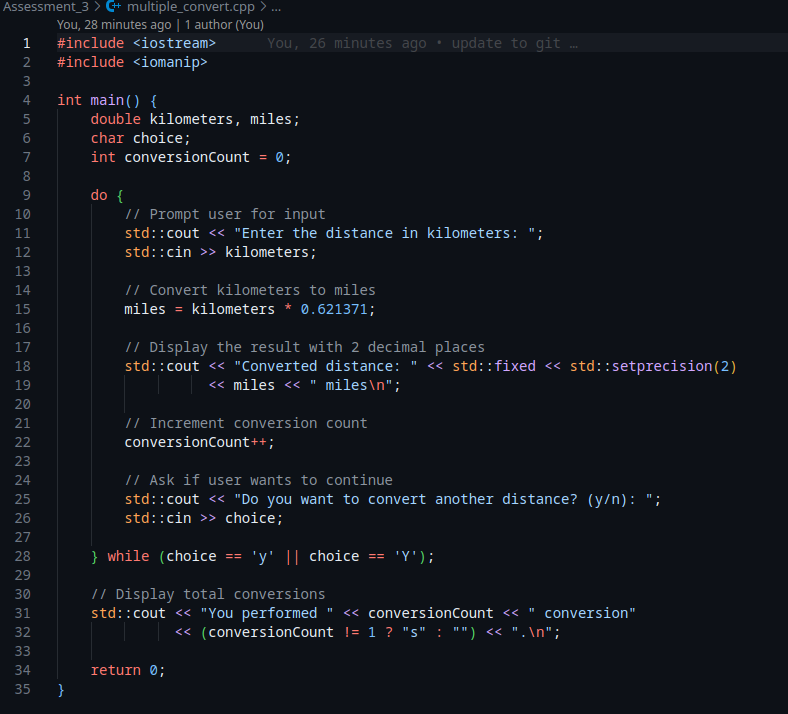 Assessment_3 > multiple_convert.cpp > ...
You, 28 minutes ago | 1 author (You)
1 #include <iostream> You, 26 minutes ago • update to git …
2 #include <iomanip>
3
4 int main() {
5     double kilometers, miles;
6     char choice;
7     int conversionCount = 0;
8
9     do {
10         // Prompt user for input
11         std::cout << "Enter the distance in kilometers: ";
12         std::cin >> kilometers;
13
14         // Convert kilometers to miles
15         miles = kilometers * 0.621371;
16
17         // Display the result with 2 decimal places
18         std::cout << "Converted distance: " << std::fixed << std::setprecision(2)
19                   << miles << " miles\n";
20
21         // Increment conversion count
22         conversionCount++;
23
24         // Ask if user wants to continue
25         std::cout << "Do you want to convert another distance? (y/n): ";
26         std::cin >> choice;
27
28     } while (choice == 'y' || choice == 'Y');
29
30     // Display total conversions
31     std::cout << "You performed " << conversionCount << " conversion"
32               << (conversionCount != 1 ? "s" : "") << ".\n";
33
34     return 0;
35 }